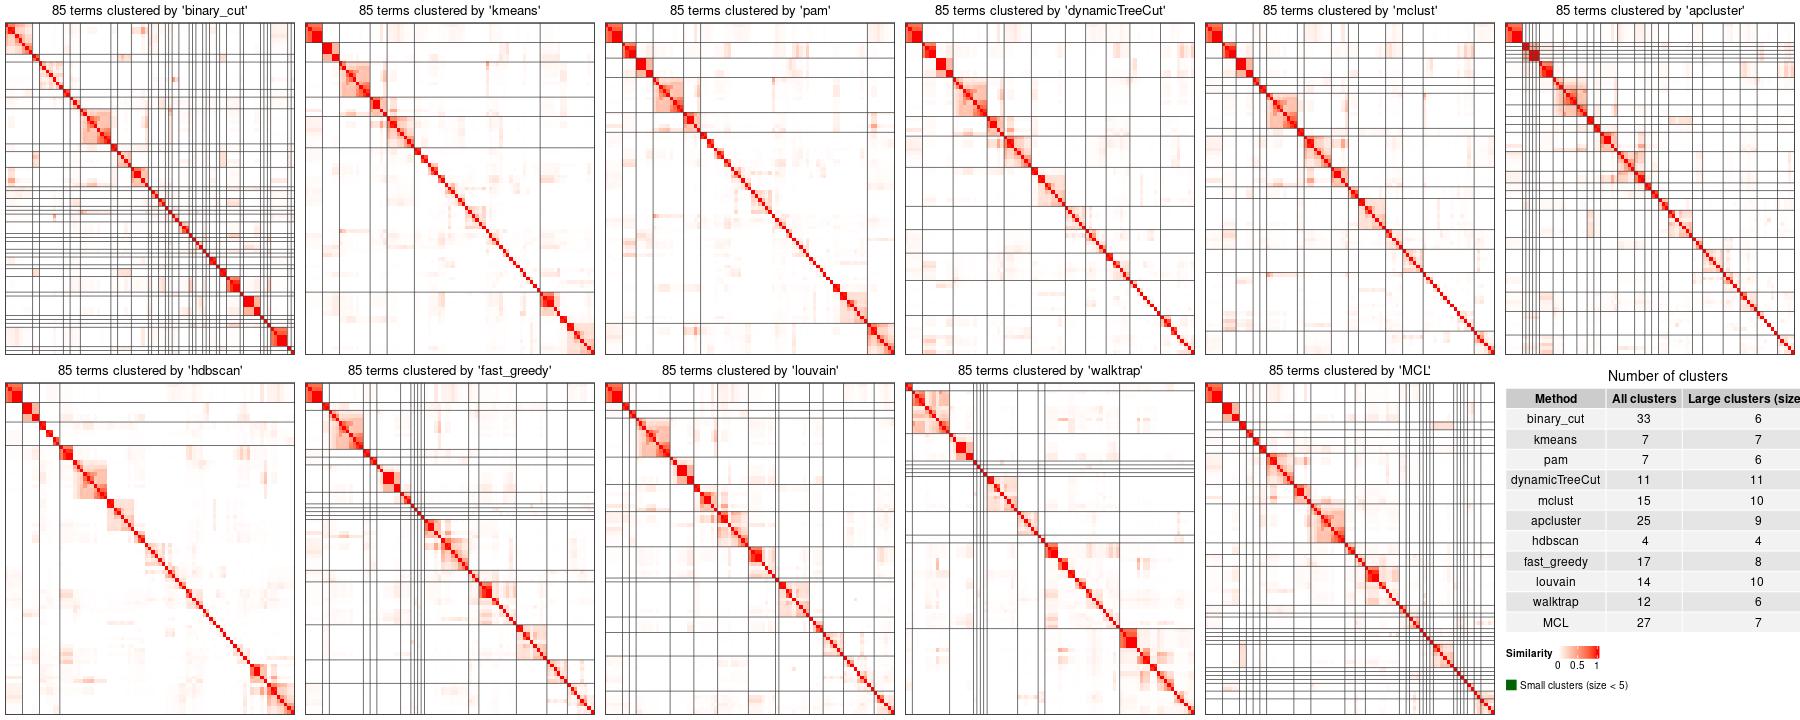 85 terms clustered by 'binary_cut'
85 terms clustered by 'kmeans'
85 terms clustered by 'pam'
85 terms clustered by 'dynamicTreeCut'
85 terms clustered by 'mclust'
85 terms clustered by 'apcluster'
85 terms clustered by 'hdbscan'
85 terms clustered by 'fast_greedy'
85 terms clustered by 'louvain'
85 terms clustered by 'walktrap'
85 terms clustered by 'MCL'
Number of clusters
Method All clusters Large clusters (size
binary_cut 33 6
kmeans 7 7
pam 7 6
dynamicTreeCut 11 11
mclust 15 10
apcluster 25 9
hdbscan 4 4
fast_greedy 17 8
louvain 14 10
walktrap 12 6
MCL 27 7
Similarity
0 0.5 1
Small clusters (size < 5)